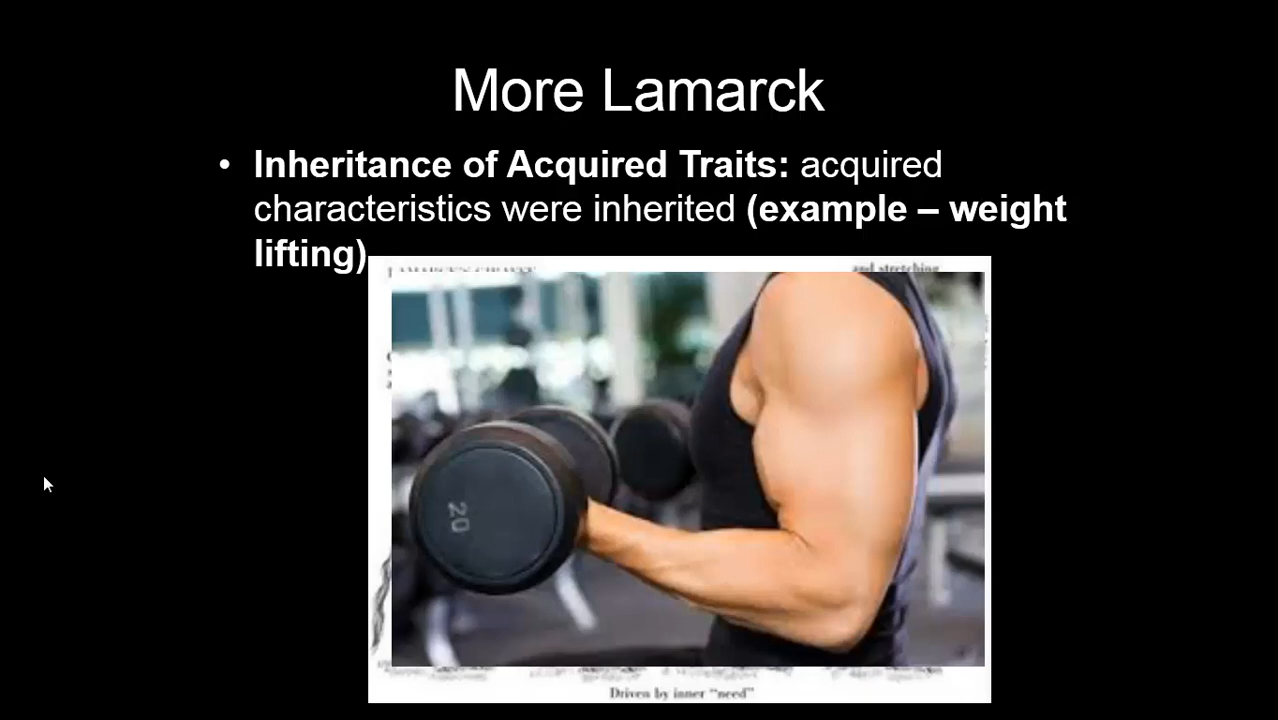 More Lamarck
• Inheritance of Acquired Traits: acquired
characteristics were inherited (example – weight
lifting)
and stretching
20
Driven by inner “need”